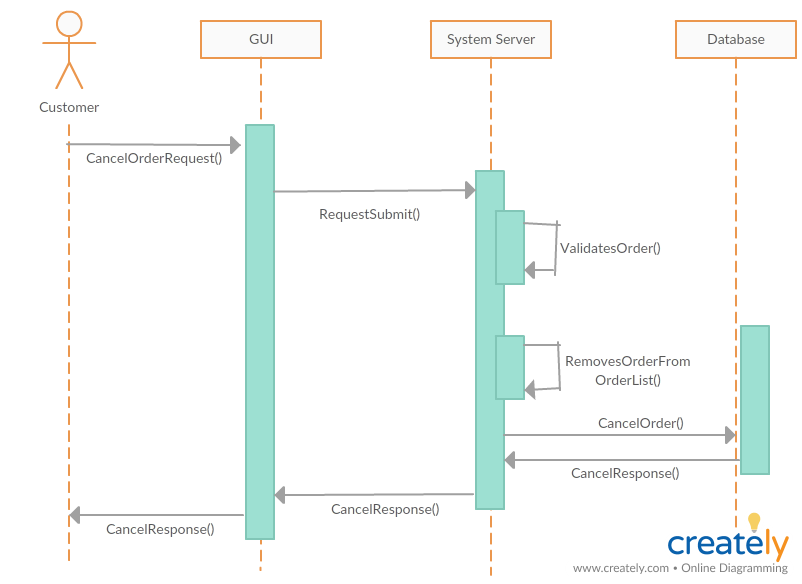 GUI
System Server
Database
Customer
CancelOrderRequest()
RequestSubmit()
ValidatesOrder()
RemovesOrderFrom
OrderList()
CancelOrder()
CancelResponse()
CancelResponse()
CancelResponse()
creately
www.creately.com • Online Diagramming